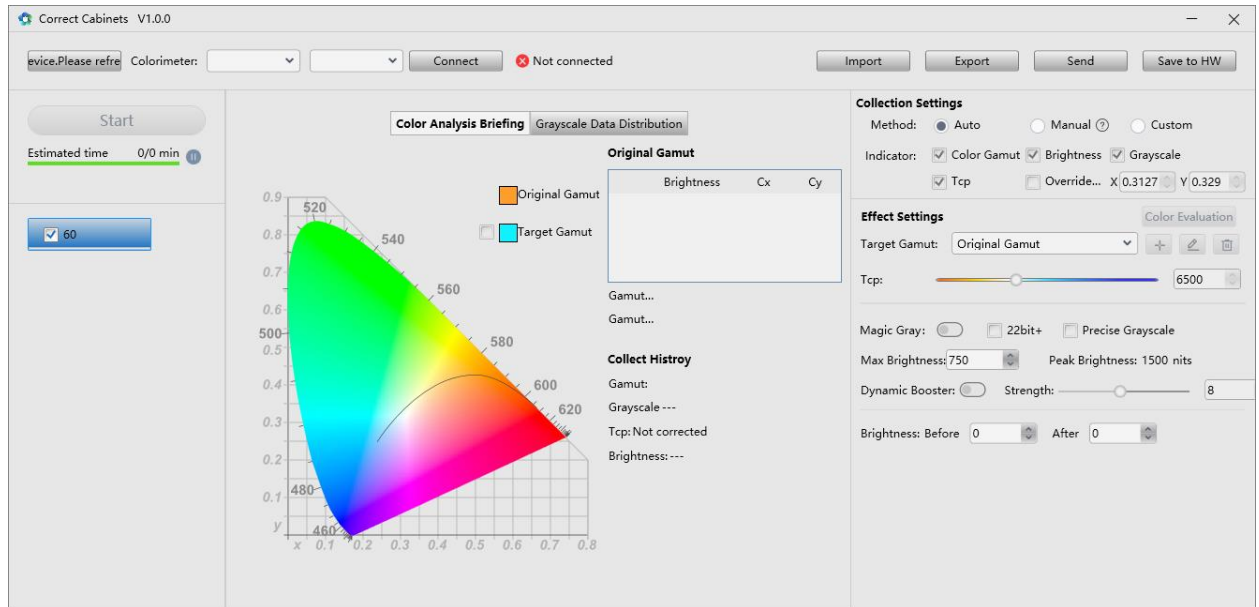 Correct Cabinets V1.0.0
evice.Please refre Colorimeter: Connect Not connected Import Export Send Save to HW
Start
Estimated time 0/0 min
60
Color Analysis Briefing Grayscale Data Distribution
Original Gamut
Target Gamut
0.9
0.8
0.7
0.6
0.5
0.4
0.3
0.2
0.1
y
x 0.1 0.2 0.3 0.4 0.5 0.6 0.7 0.8
520
540
560
500
580
600
620
480
460
Original Gamut
Brightness Cx Cy
Gamut...
Gamut...
Collect Histroy
Gamut:
Grayscale ---
Tcp: Not corrected
Brightness: ---
Collection Settings
Method: Auto Manual ? Custom
Indicator: Color Gamut Brightness Grayscale
Tcp Override... X 0.3127 Y 0.329
Effect Settings Color Evaluation
Target Gamut: Original Gamut
Tcp: 6500
Magic Gray: 22bit+ Precise Grayscale
Max Brightness: 750 Peak Brightness: 1500 nits
Dynamic Booster: Strength: 8
Brightness: Before 0 After 0